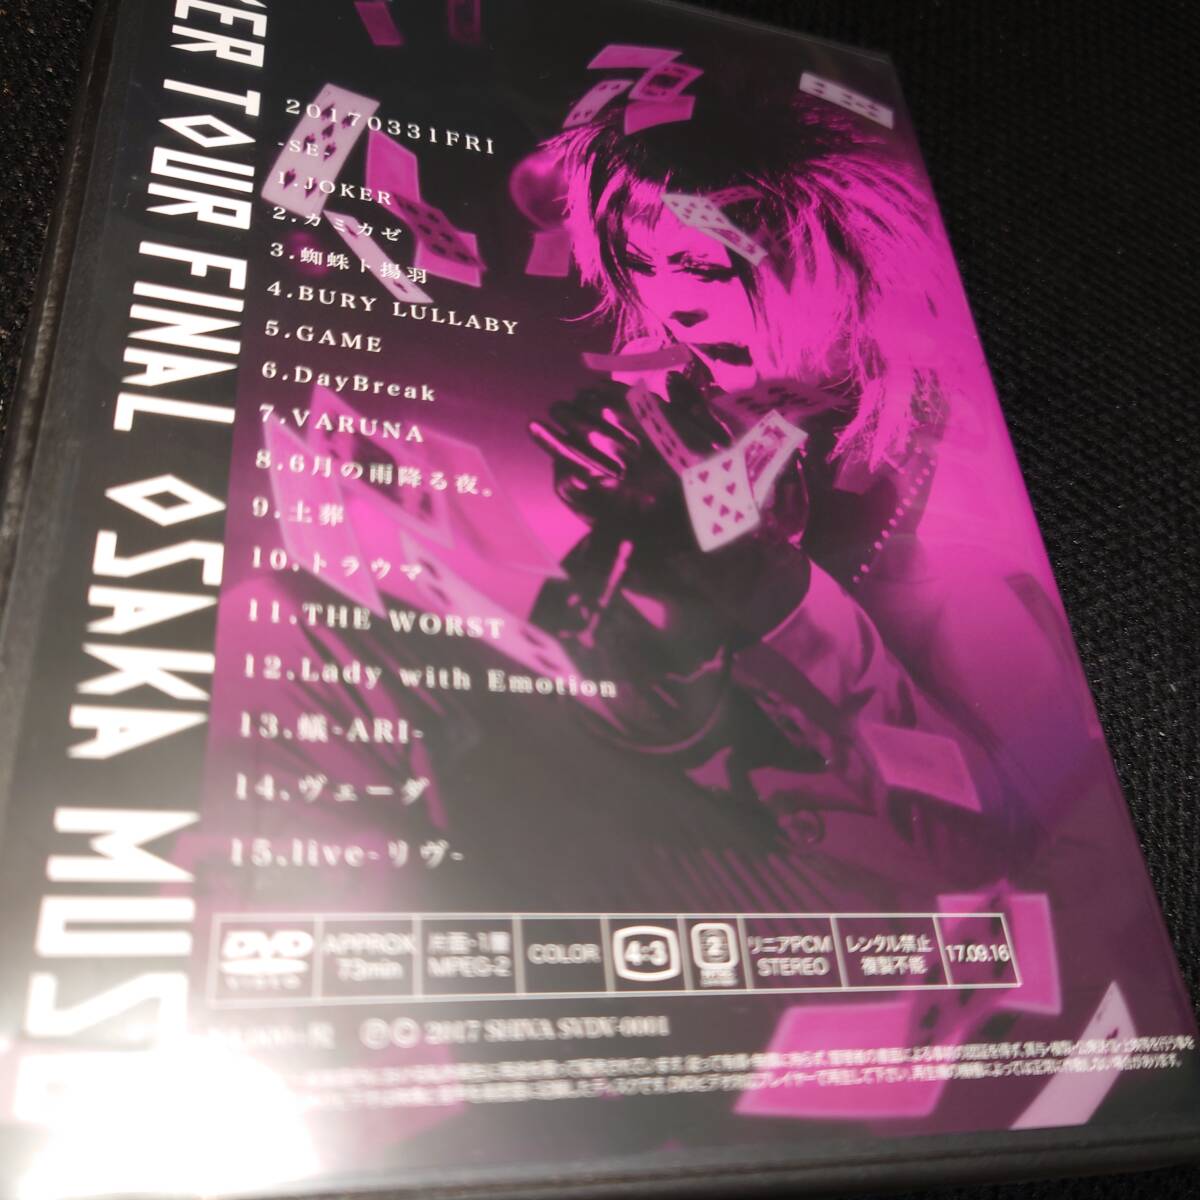 ER TOUR FINAL OSAKA MUSE
20170331FRI
-SE-
1.JOKER
2.カミカゼ
3.蜘蛛ト揚羽
4.BURY LULLABY
5.GAME
6.DayBreak
7.VARUNA
8.6月の雨降る夜。
9.土葬
10.トラウマ
11.THE WORST
12.Lady with Emotion
13.蟻-ARI-
14.ヴェーダ
15.live-リヴ-
DVD
VIDEO
APPROX
73min
片面・1層
MPEG-2
COLOR
4:3
2
リニアPCM
STEREO
レンタル禁止
複製不能
17.09.16
Ⓟ© 2017 SHIVA SVDV-0001